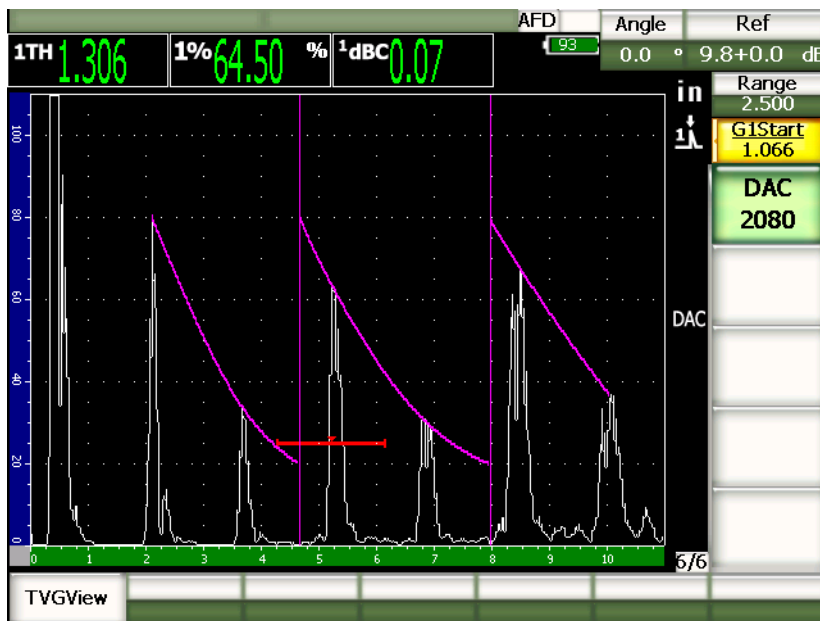 AFD
Angle Ref
1TH 1.306 1% 64.50 % 1dBC 0.07 93 0.0 ° 9.8+0.0 dB
in Range
2.500
G1Start
1.066
DAC
2080
100
80
60
40
20
0
DAC
0 1 2 3 4 5 6 7 8 9 10 6/6
TVGView